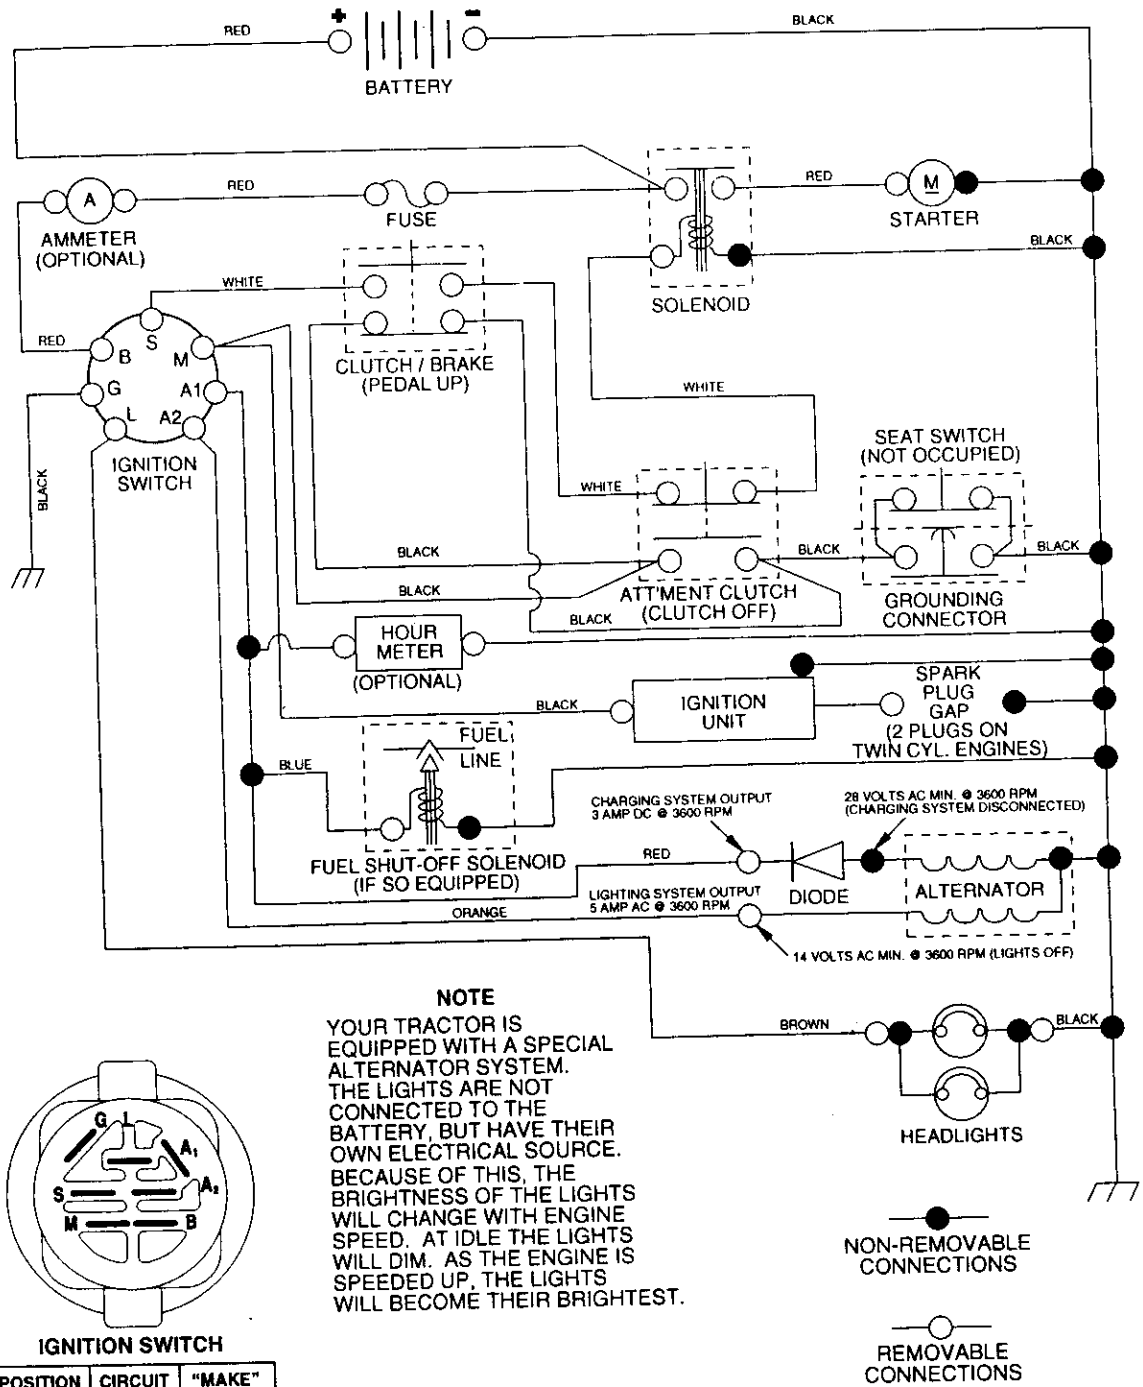 +
-
RED
BLACK
BATTERY
A
RED
FUSE
RED
M
STARTER
AMMETER
(OPTIONAL)
BLACK
SOLENOID
WHITE
S
RED
B
M
CLUTCH / BRAKE
(PEDAL UP)
G
A1
L
A2
WHITE
IGNITION
SWITCH
BLACK
SEAT SWITCH
(NOT OCCUPIED)
WHITE
BLACK
BLACK
BLACK
BLACK
ATT'MENT CLUTCH
(CLUTCH OFF)
GROUNDING
CONNECTOR
BLACK
HOUR
METER
(OPTIONAL)
BLACK
IGNITION
UNIT
SPARK
PLUG
GAP
(2 PLUGS ON
TWIN CYL. ENGINES)
FUEL
LINE
BLUE
FUEL SHUT-OFF SOLENOID
(IF SO EQUIPPED)
CHARGING SYSTEM OUTPUT
3 AMP DC @ 3600 RPM
28 VOLTS AC MIN. @ 3600 RPM
(CHARGING SYSTEM DISCONNECTED)
RED
DIODE
ALTERNATOR
LIGHTING SYSTEM OUTPUT
5 AMP AC @ 3600 RPM
ORANGE
14 VOLTS AC MIN. @ 3600 RPM (LIGHTS OFF)
BROWN
BLACK
HEADLIGHTS
NOTE
YOUR TRACTOR IS
EQUIPPED WITH A SPECIAL
ALTERNATOR SYSTEM.
THE LIGHTS ARE NOT
CONNECTED TO THE
BATTERY, BUT HAVE THEIR
OWN ELECTRICAL SOURCE.
BECAUSE OF THIS, THE
BRIGHTNESS OF THE LIGHTS
WILL CHANGE WITH ENGINE
SPEED. AT IDLE THE LIGHTS
WILL DIM. AS THE ENGINE IS
SPEEDED UP, THE LIGHTS
WILL BECOME THEIR BRIGHTEST.
G
L
A1
S
A2
M
B
IGNITION SWITCH
POSITION CIRCUIT "MAKE"
NON-REMOVABLE
CONNECTIONS
REMOVABLE
CONNECTIONS